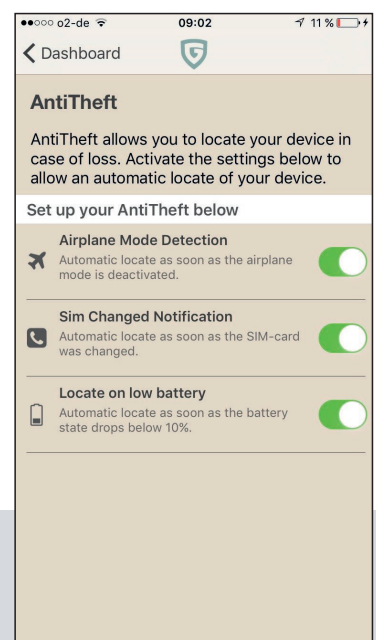 o2-de 09:02 11 %
Dashboard
AntiTheft
AntiTheft allows you to locate your device in
case of loss. Activate the settings below to
allow an automatic locate of your device.
Set up your AntiTheft below
Airplane Mode Detection
Automatic locate as soon as the airplane
mode is deactivated.
Sim Changed Notification
Automatic locate as soon as the SIM-card
was changed.
Locate on low battery
Automatic locate as soon as the battery
state drops below 10%.